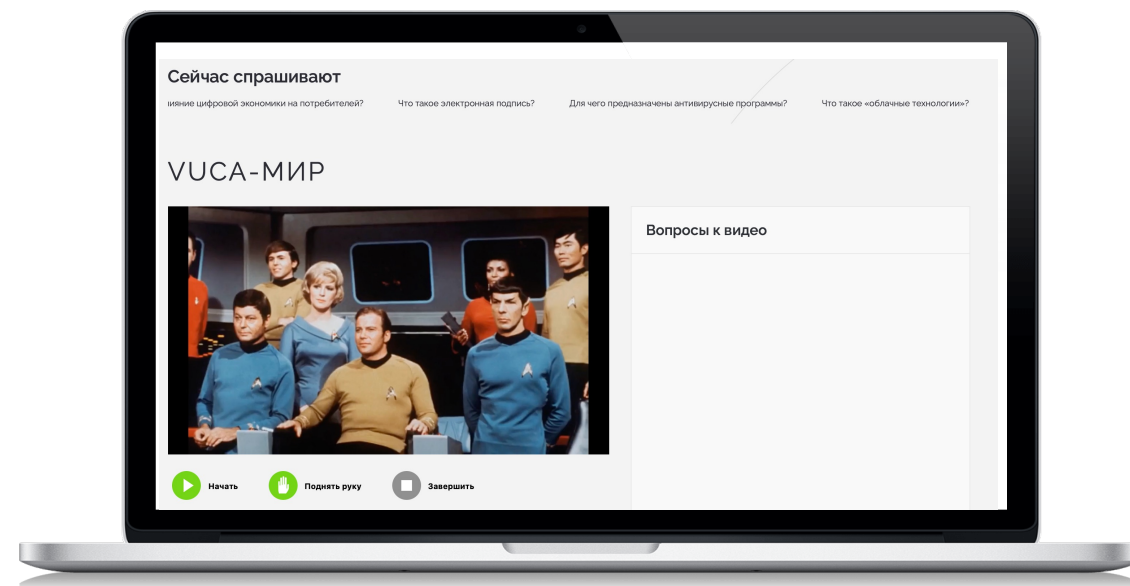 Сейчас спрашивают
ияние цифровой экономики на потребителей? Что такое электронная подпись? Для чего предназначены антивирусные программы? Что такое «облачные технологии»?
VUCA-МИР
Вопросы к видео
Начать Поднять руку Завершить